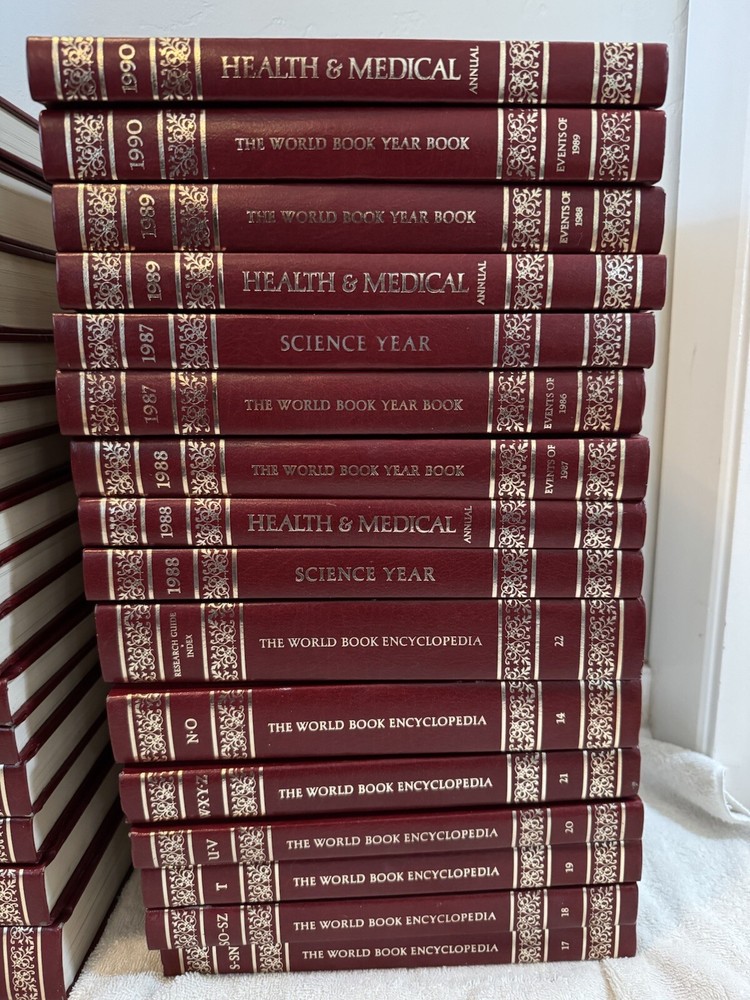 1990 HEALTH & MEDICAL ANNUAL
1990 THE WORLD BOOK YEAR BOOK EVENTS OF 1989
1989 THE WORLD BOOK YEAR BOOK EVENTS OF 1988
1989 HEALTH & MEDICAL ANNUAL
1987 SCIENCE YEAR
1987 THE WORLD BOOK YEAR BOOK EVENTS OF 1986
1988 THE WORLD BOOK YEAR BOOK EVENTS OF 1987
1988 HEALTH & MEDICAL ANNUAL
1988 SCIENCE YEAR
RESEARCH GUIDE • INDEX THE WORLD BOOK ENCYCLOPEDIA 22
N·O THE WORLD BOOK ENCYCLOPEDIA 14
W·X·Y·Z THE WORLD BOOK ENCYCLOPEDIA 21
U·V THE WORLD BOOK ENCYCLOPEDIA 20
T THE WORLD BOOK ENCYCLOPEDIA 19
SO-SZ THE WORLD BOOK ENCYCLOPEDIA 18
S-SN THE WORLD BOOK ENCYCLOPEDIA 17